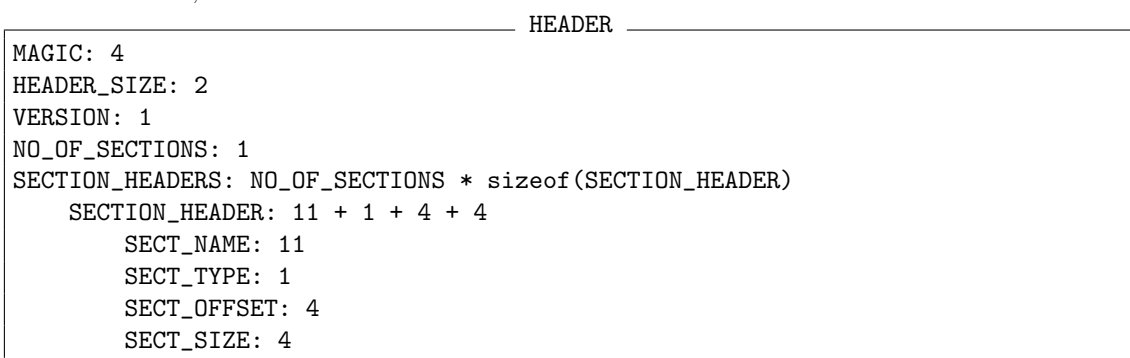 HEADER
MAGIC: 4
HEADER_SIZE: 2
VERSION: 1
NO_OF_SECTIONS: 1
SECTION_HEADERS: NO_OF_SECTIONS * sizeof(SECTION_HEADER)
    SECTION_HEADER: 11 + 1 + 4 + 4
        SECT_NAME: 11
        SECT_TYPE: 1
        SECT_OFFSET: 4
        SECT_SIZE: 4